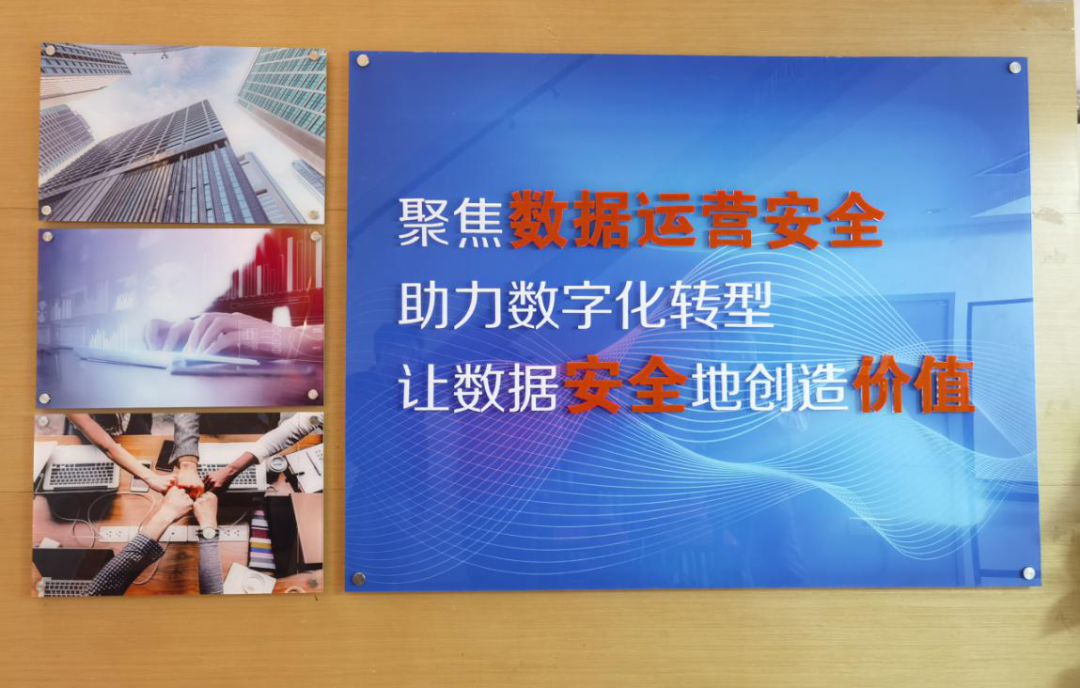 聚焦数据运营安全
助力数字化转型
让数据安全地创造价值